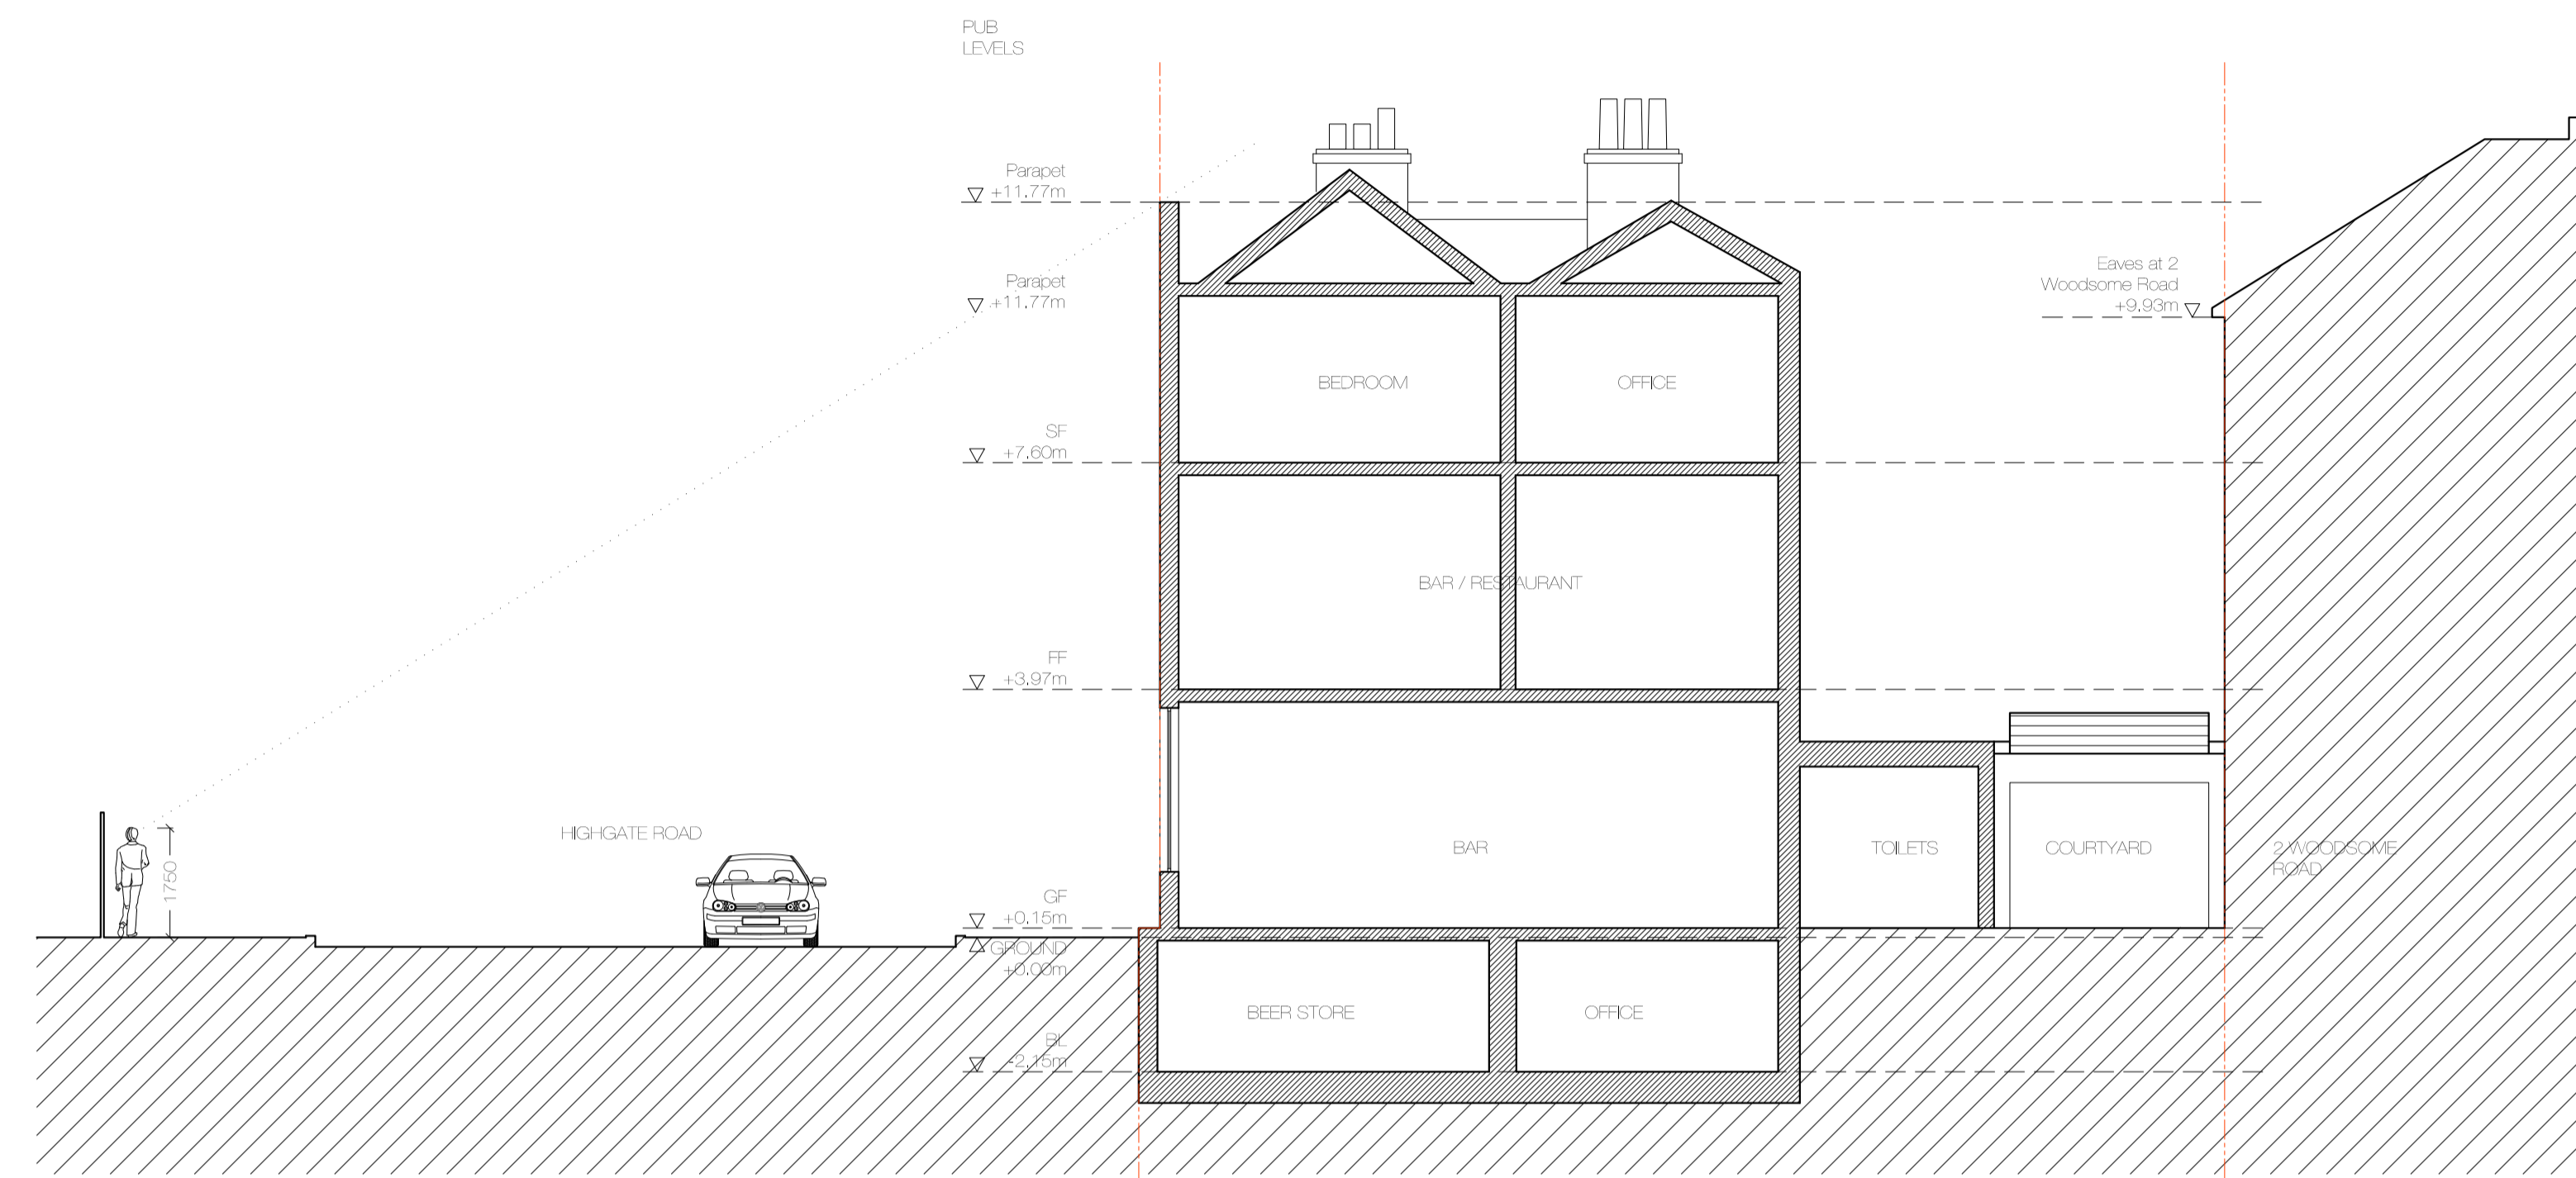 PUB
LEVELS
Parapet
+11.77m
Parapet
+11.77m
Eaves at 2
Woodsome Road
+9.93m
BEDROOM
OFFICE
SF
+7.60m
BAR / RESTAURANT
FF
+3.97m
HIGHGATE ROAD
1750
BAR
TOILETS
COURTYARD
2 WOODSOME
ROAD
GF
+0.15m
GROUND
+0.00m
BEER STORE
OFFICE
BL
-2.15m